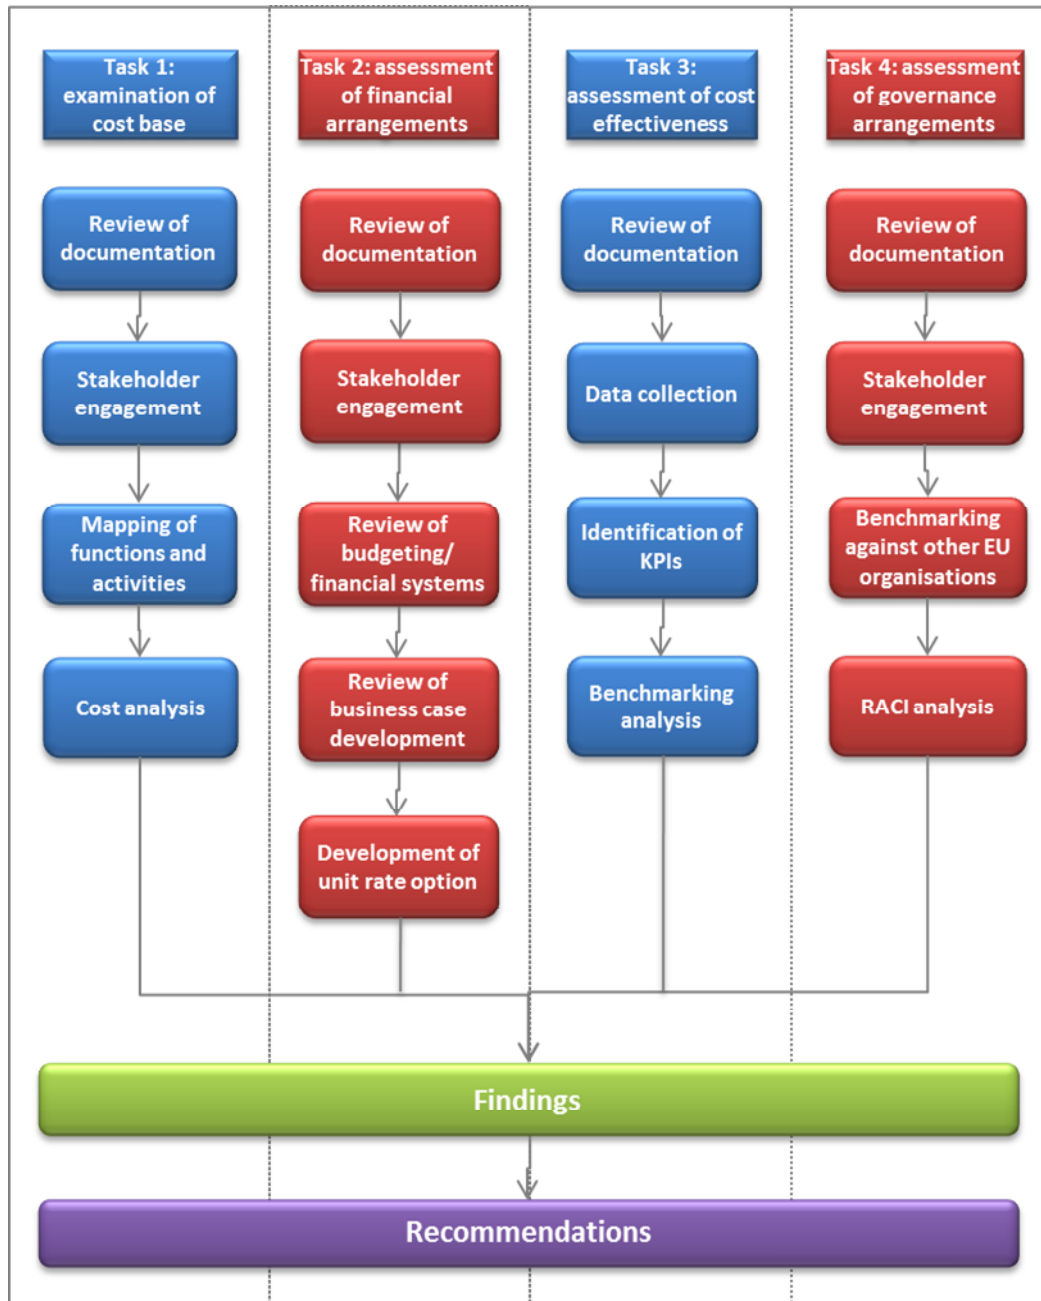 Task 1:
examination of
cost base
Task 2: assessment
of financial
arrangements
Task 3:
assessment of cost
effectiveness
Task 4: assessment
of governance
arrangements
Review of
documentation
Review of
documentation
Review of
documentation
Review of
documentation
Stakeholder
engagement
Stakeholder
engagement
Data collection
Stakeholder
engagement
Mapping of
functions and
activities
Review of
budgeting/
financial systems
Identification of
KPIs
Benchmarking
against other EU
organisations
Cost analysis
Review of
business case
development
Benchmarking
analysis
RACI analysis
Development of
unit rate option
Findings
Recommendations